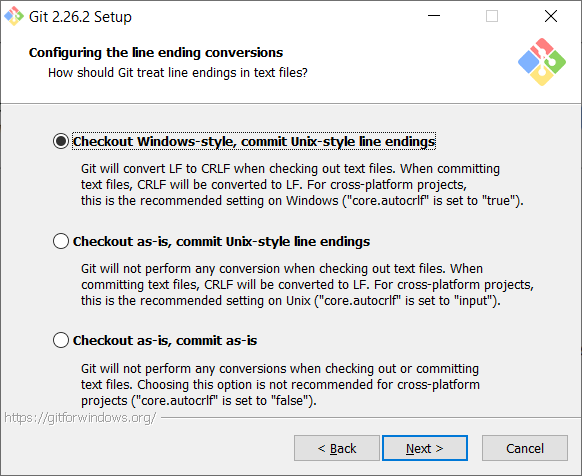 Git 2.26.2 Setup
Configuring the line ending conversions
How should Git treat line endings in text files?
Checkout Windows-style, commit Unix-style line endings
Git will convert LF to CRLF when checking out text files. When committing
text files, CRLF will be converted to LF. For cross-platform projects,
this is the recommended setting on Windows ("core.autocrlf" is set to "true").
Checkout as-is, commit Unix-style line endings
Git will not perform any conversion when checking out text files. When
committing text files, CRLF will be converted to LF. For cross-platform projects,
this is the recommended setting on Unix ("core.autocrlf" is set to "input").
Checkout as-is, commit as-is
Git will not perform any conversions when checking out or committing
text files. Choosing this option is not recommended for cross-platform
projects ("core.autocrlf" is set to "false").
https://gitforwindows.org/
< Back Next > Cancel